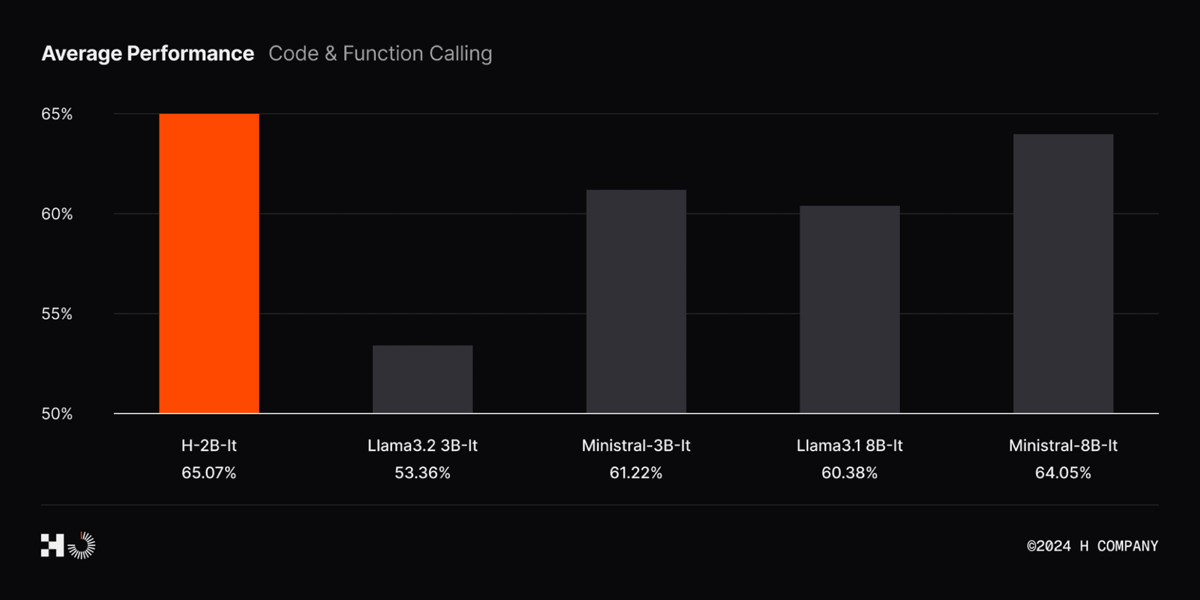 Average Performance Code & Function Calling
65%
60%
55%
50%
H-2B-It Llama3.2 3B-It Ministral-3B-It Llama3.1 8B-It Ministral-8B-It
65.07% 53.36% 61.22% 60.38% 64.05%
H
©2024 H COMPANY